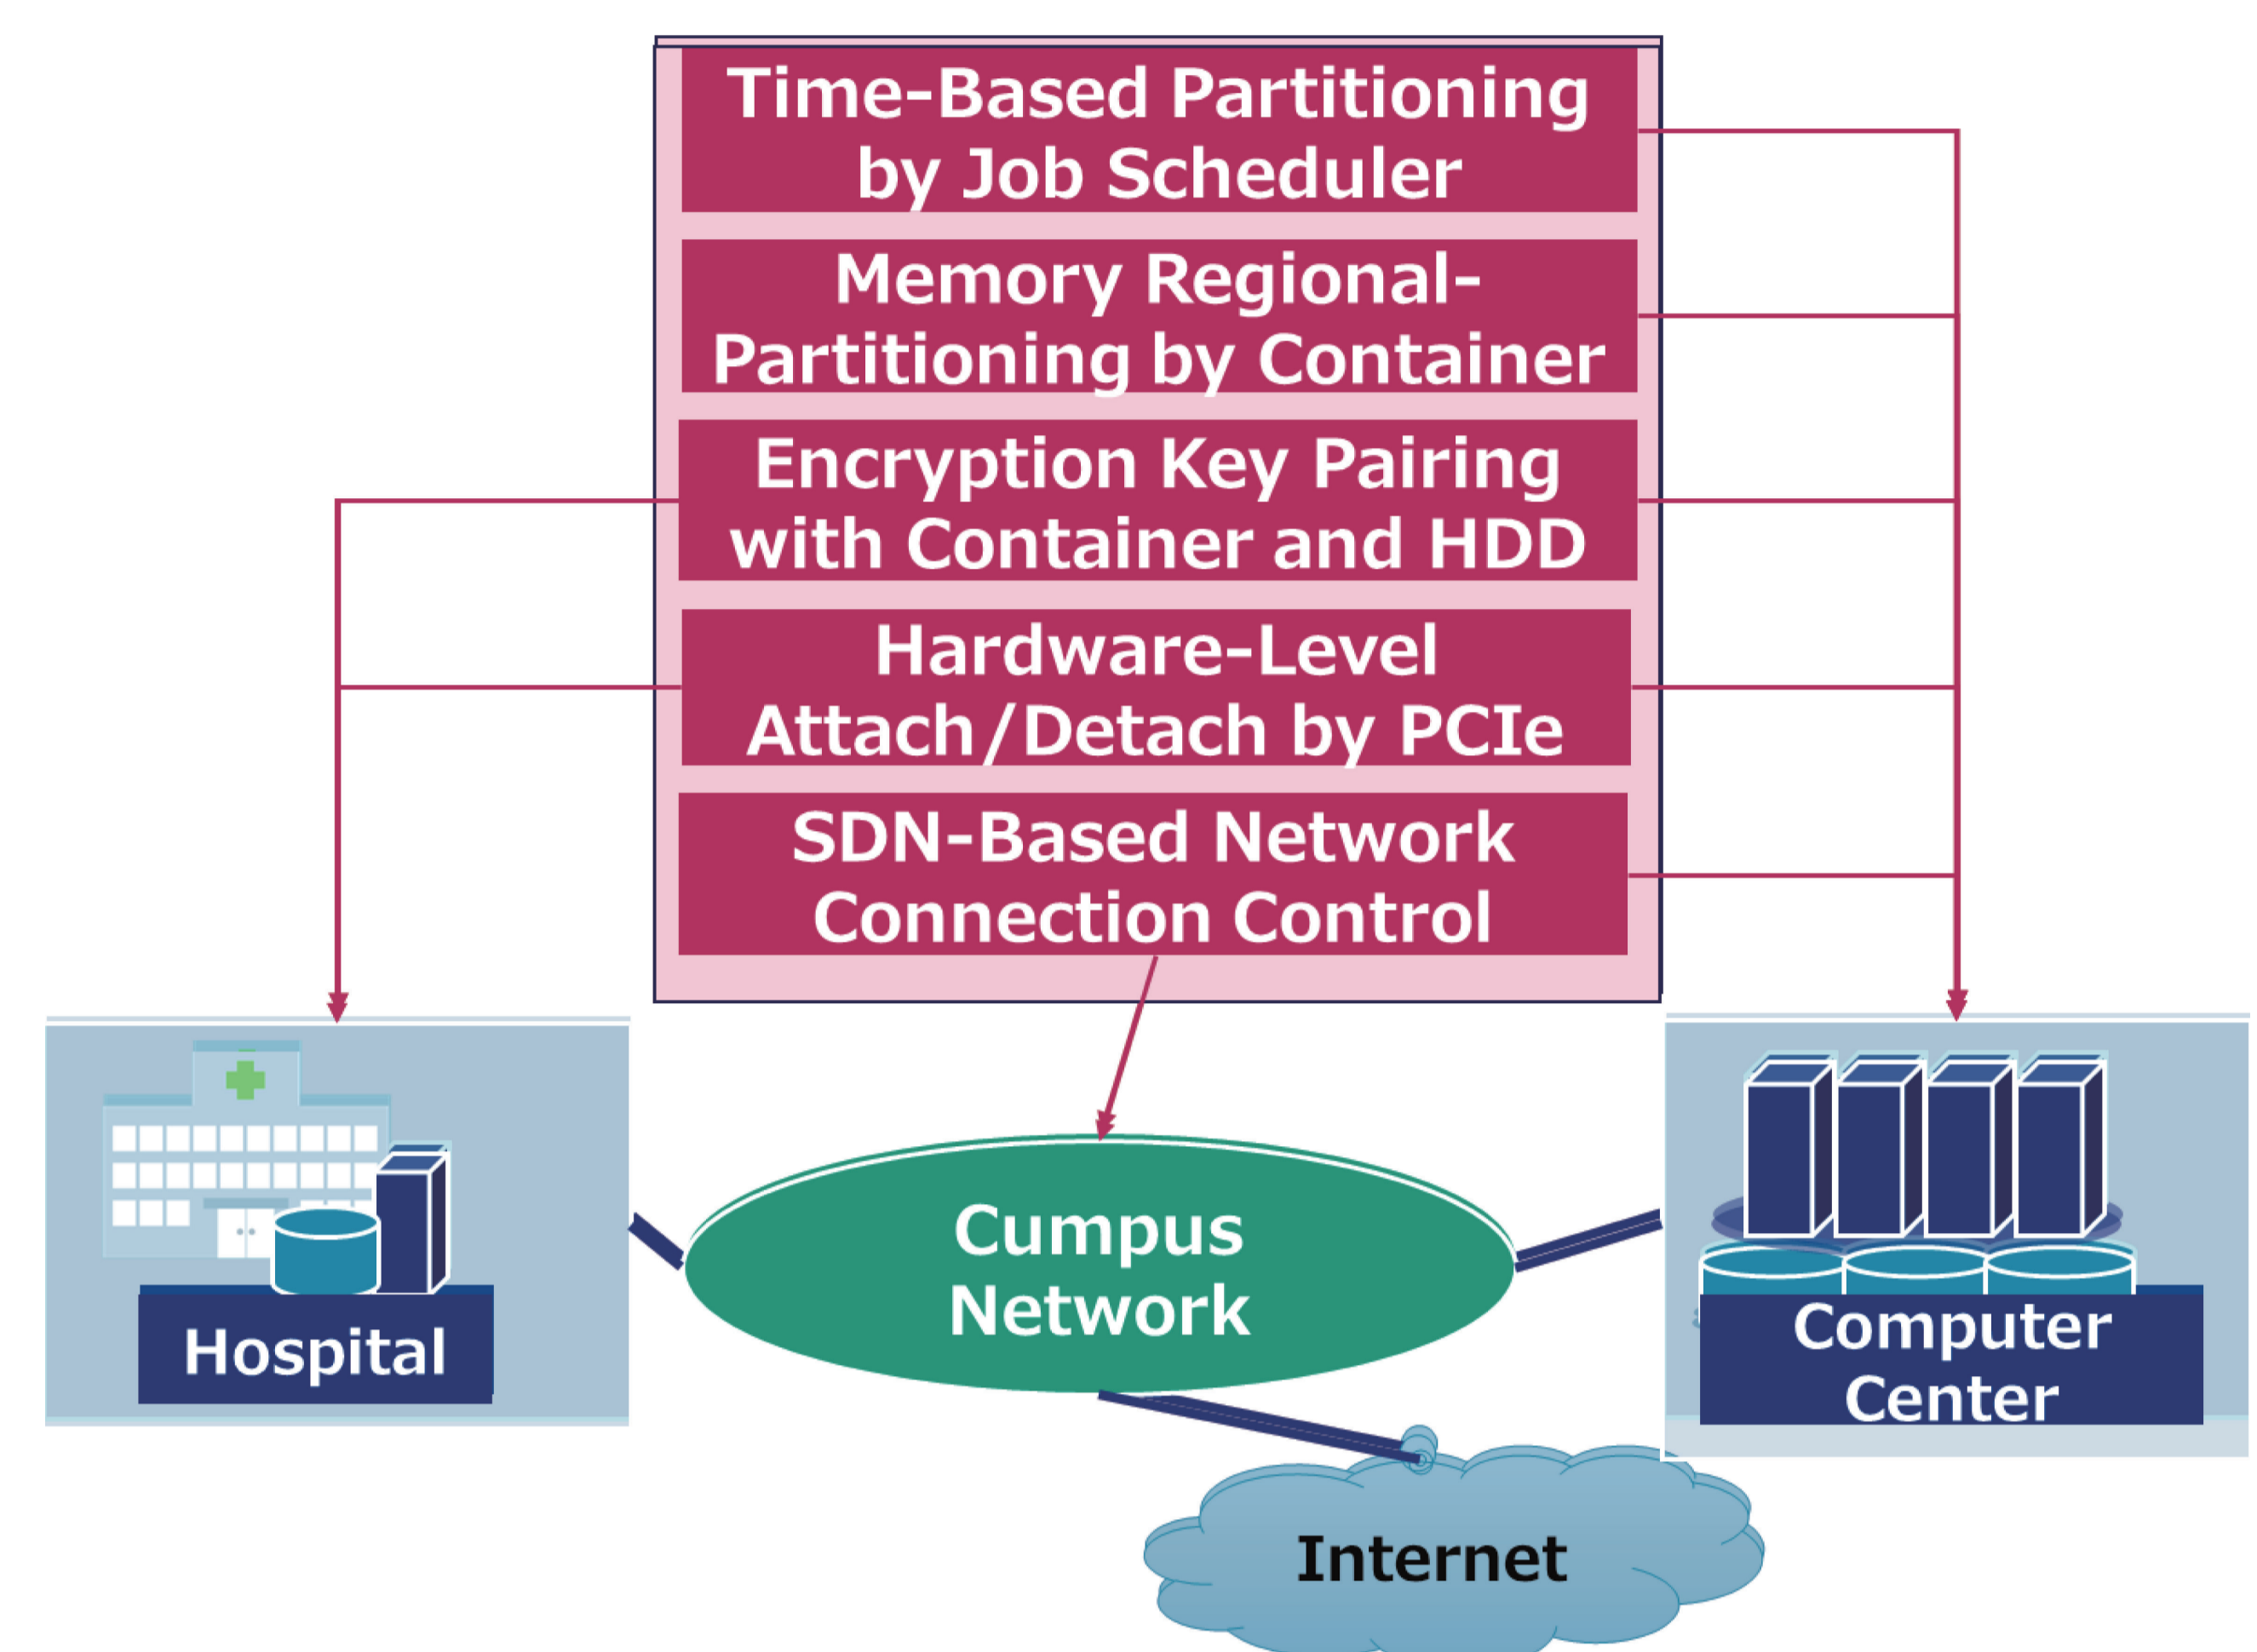 Time-Based Partitioning
by Job Scheduler
Memory Regional-
Partitioning by Container
Encryption Key Pairing
with Container and HDD
Hardware-Level
Attach/Detach by PCIe
SDN-Based Network
Connection Control
Cumpus
Network
Hospital
Computer
Center
Internet